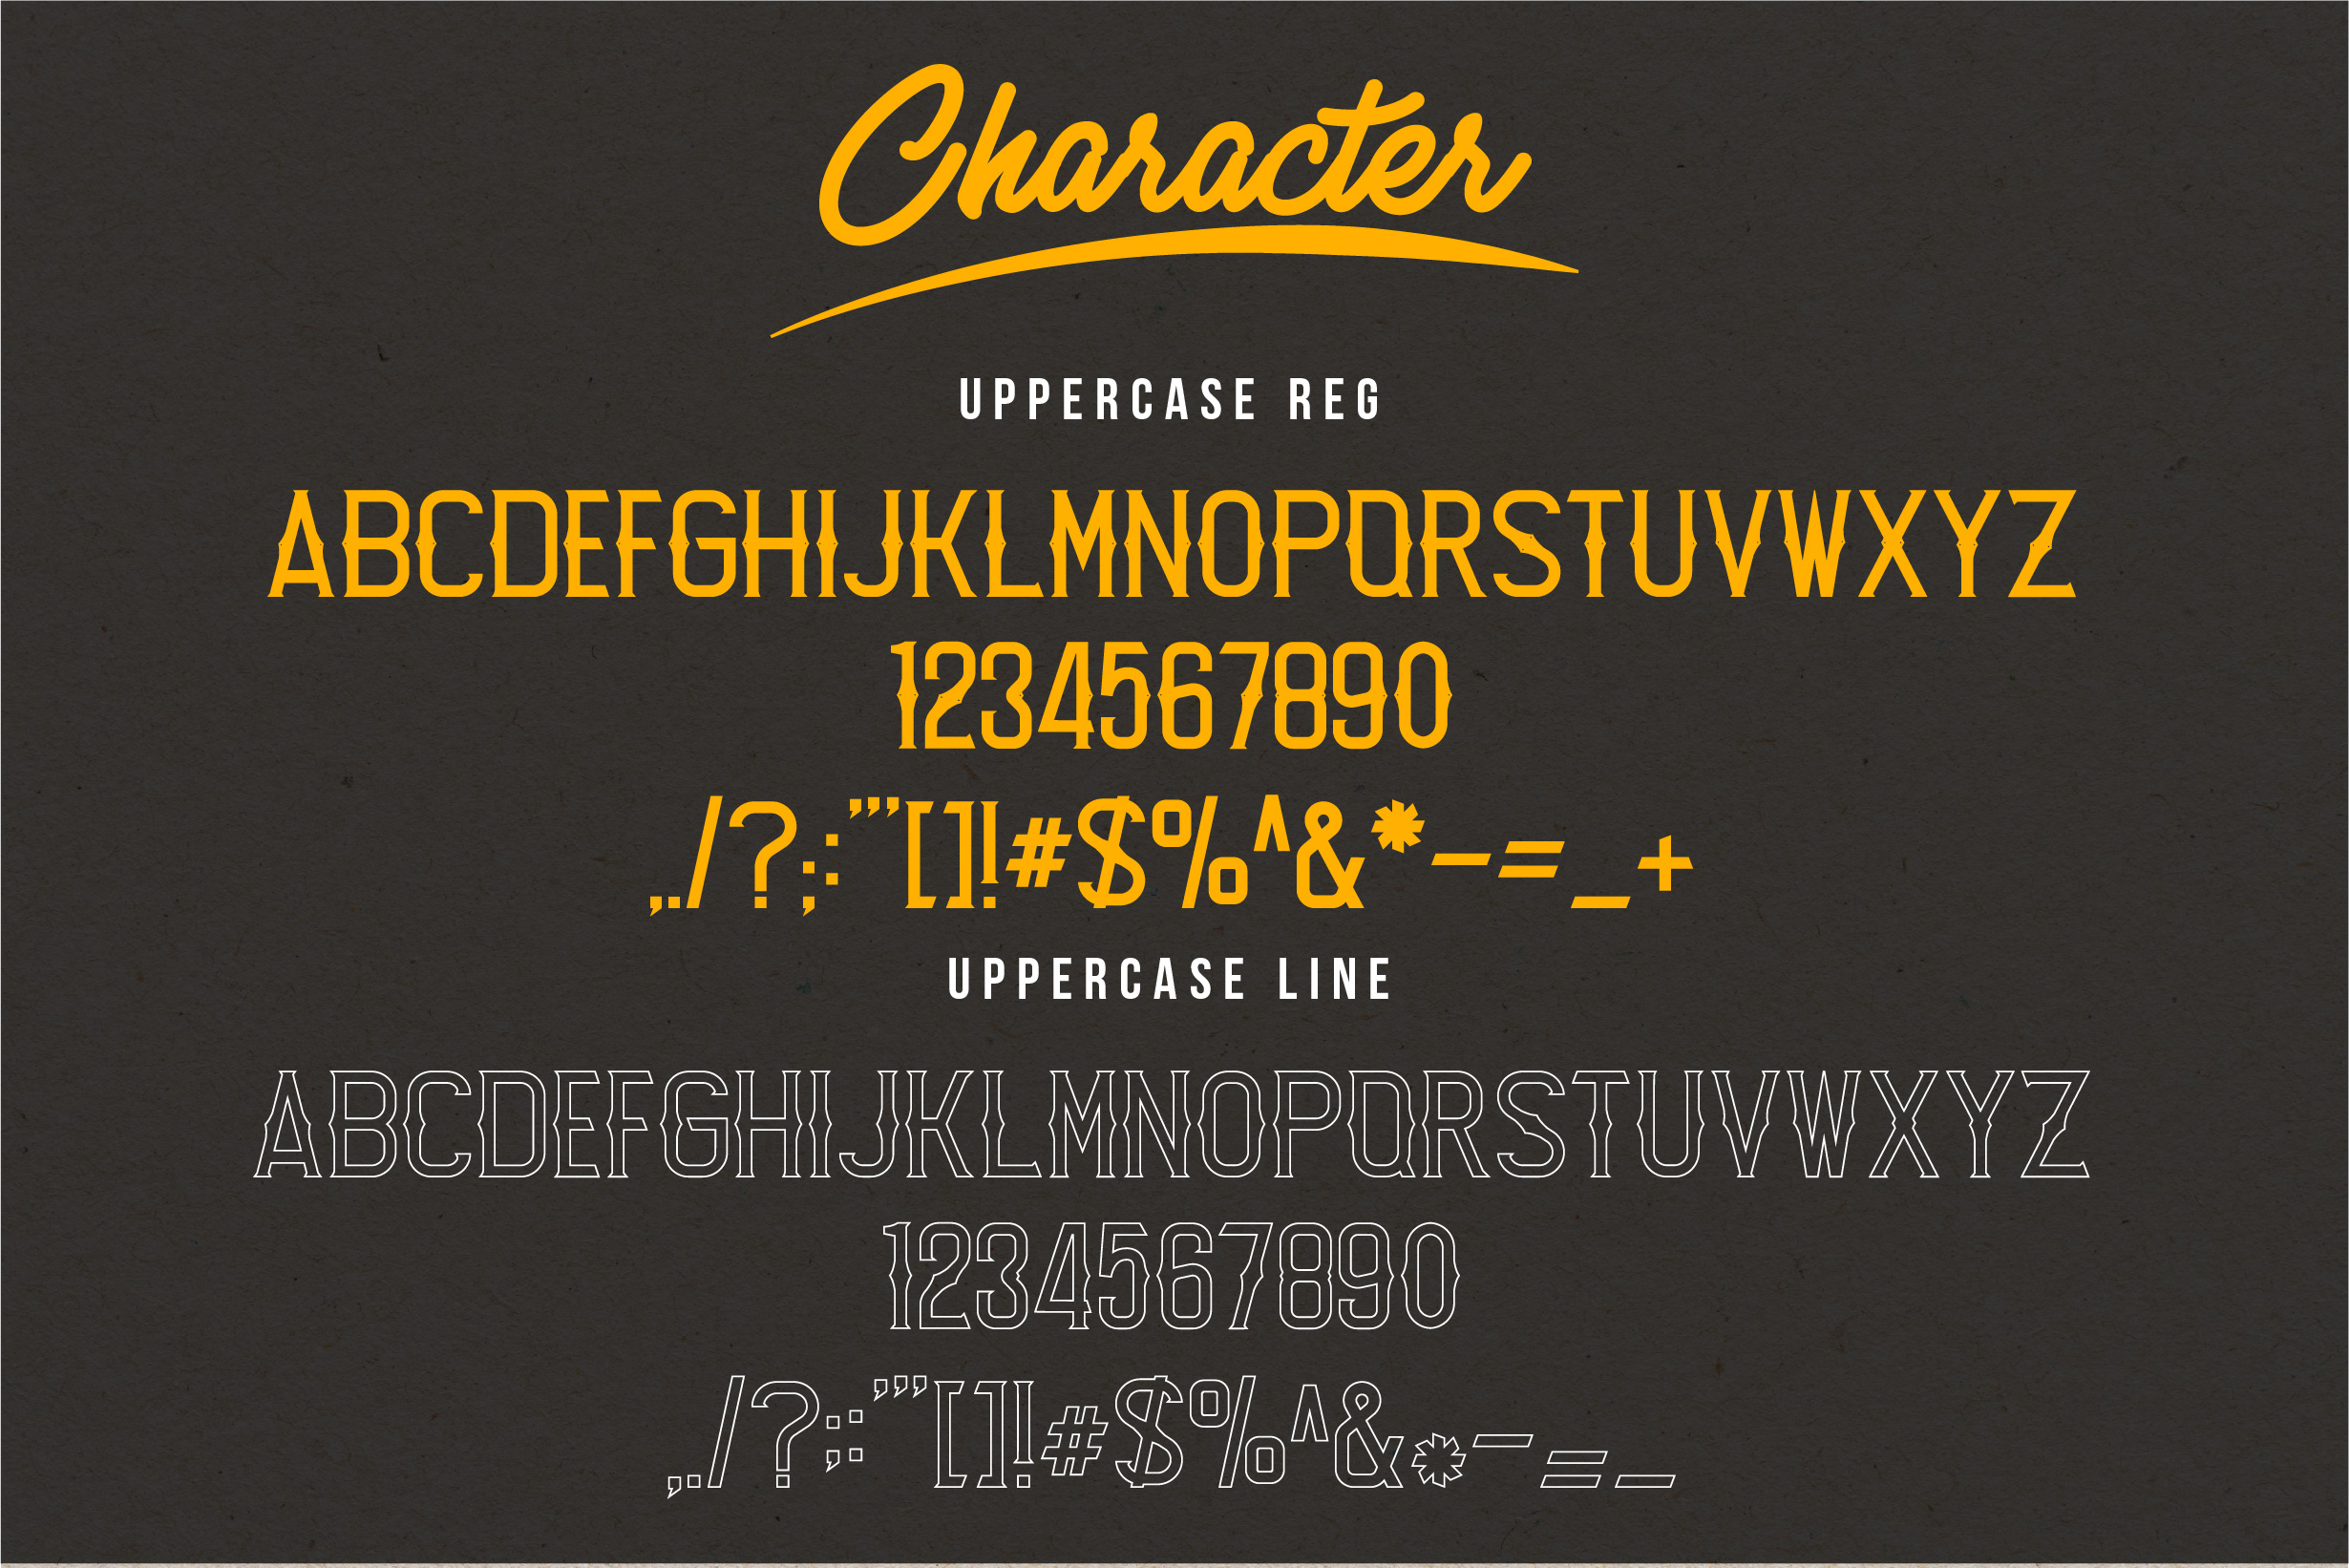 Character
UPPERCASE REG
ABCDEFGHIJKLMNOPQRSTUVWXYZ
1234567890
,./?;:'"[]!#$%^&*-=_+
UPPERCASE LINE
ABCDEFGHIJKLMNOPQRSTUVWXYZ
1234567890
,./?;:'"[]!#$%^&*-=_